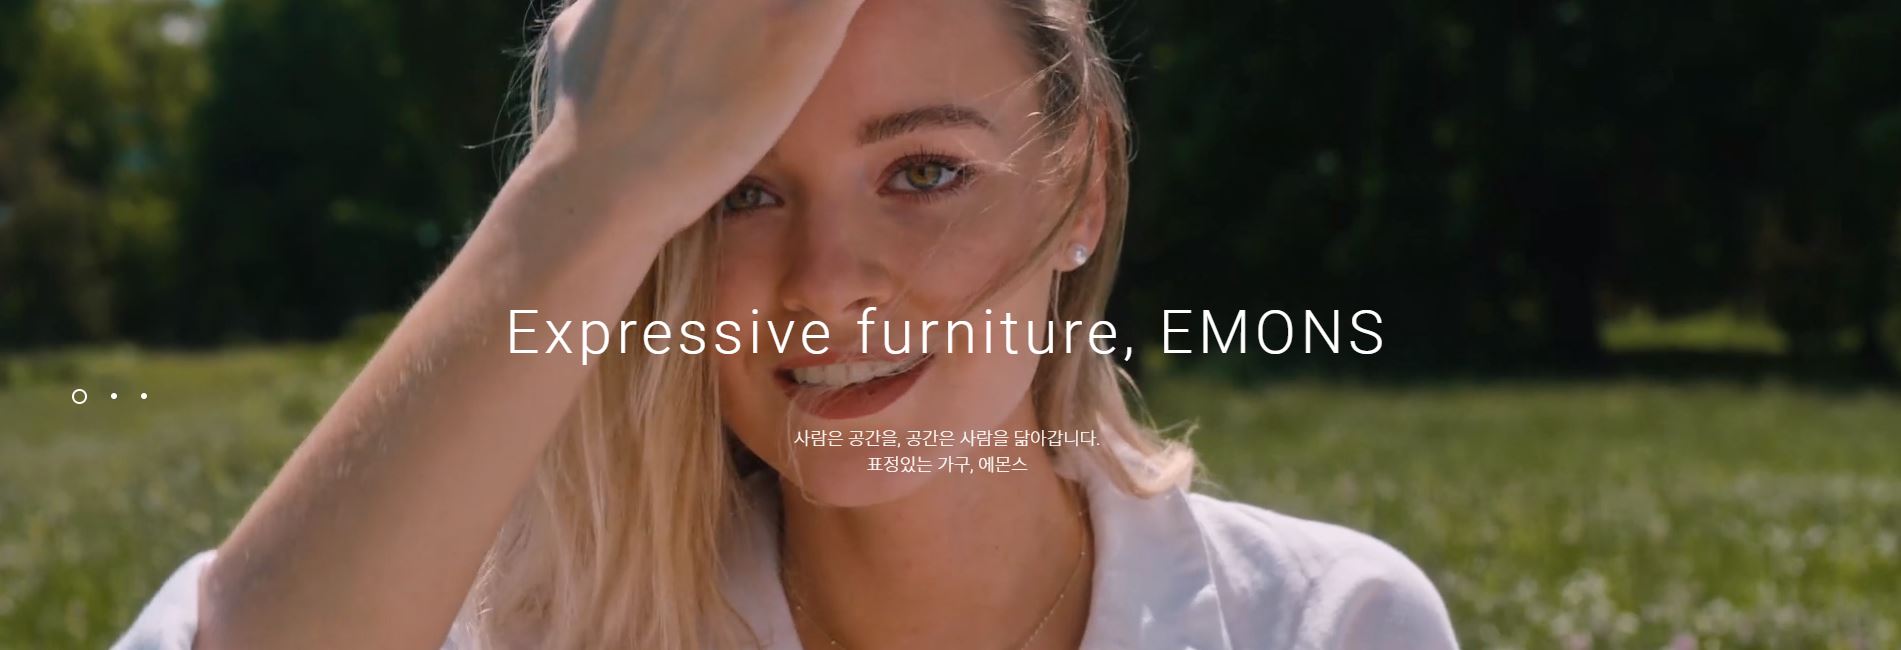 Expressive furniture, EMONS
사람은 공간을, 공간은 사람을 닮아갑니다.
표정있는 가구, 에몬스